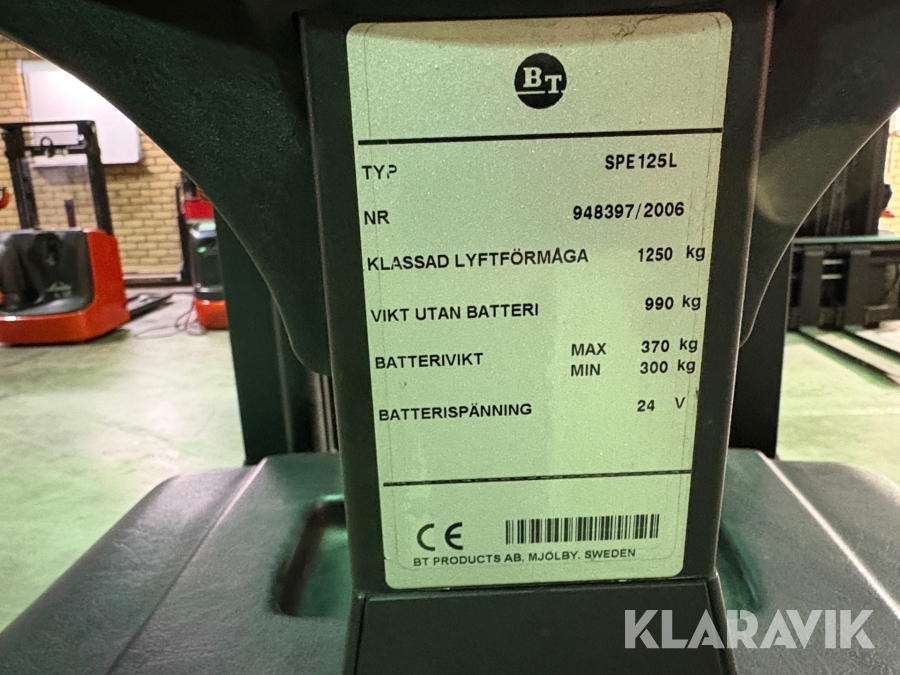 BT
TYP SPE125L
NR 948397/2006
KLASSAD LYFTFÖRMÅGA 1250 kg
VIKT UTAN BATTERI 990 kg
BATTERIVIKT MAX 370 kg
MIN 300 kg
BATTERISPÄNNING 24 V
CE
BT PRODUCTS AB, MJÖLBY, SWEDEN
KLARAVIK